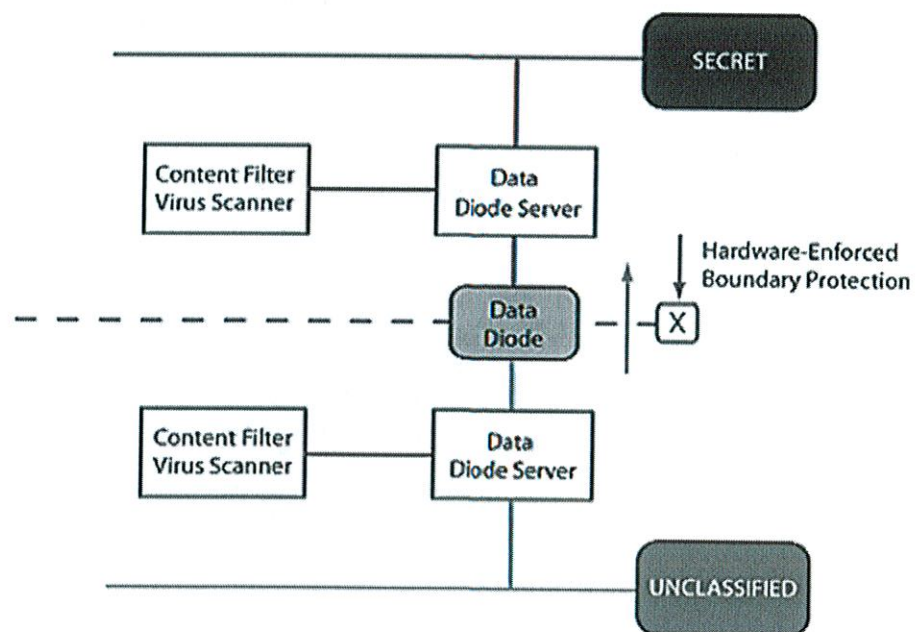 SECRET
Content Filter
Virus Scanner
Data
Diode Server
Hardware-Enforced
Boundary Protection
Data
Diode
X
Content Filter
Virus Scanner
Data
Diode Server
UNCLASSIFIED